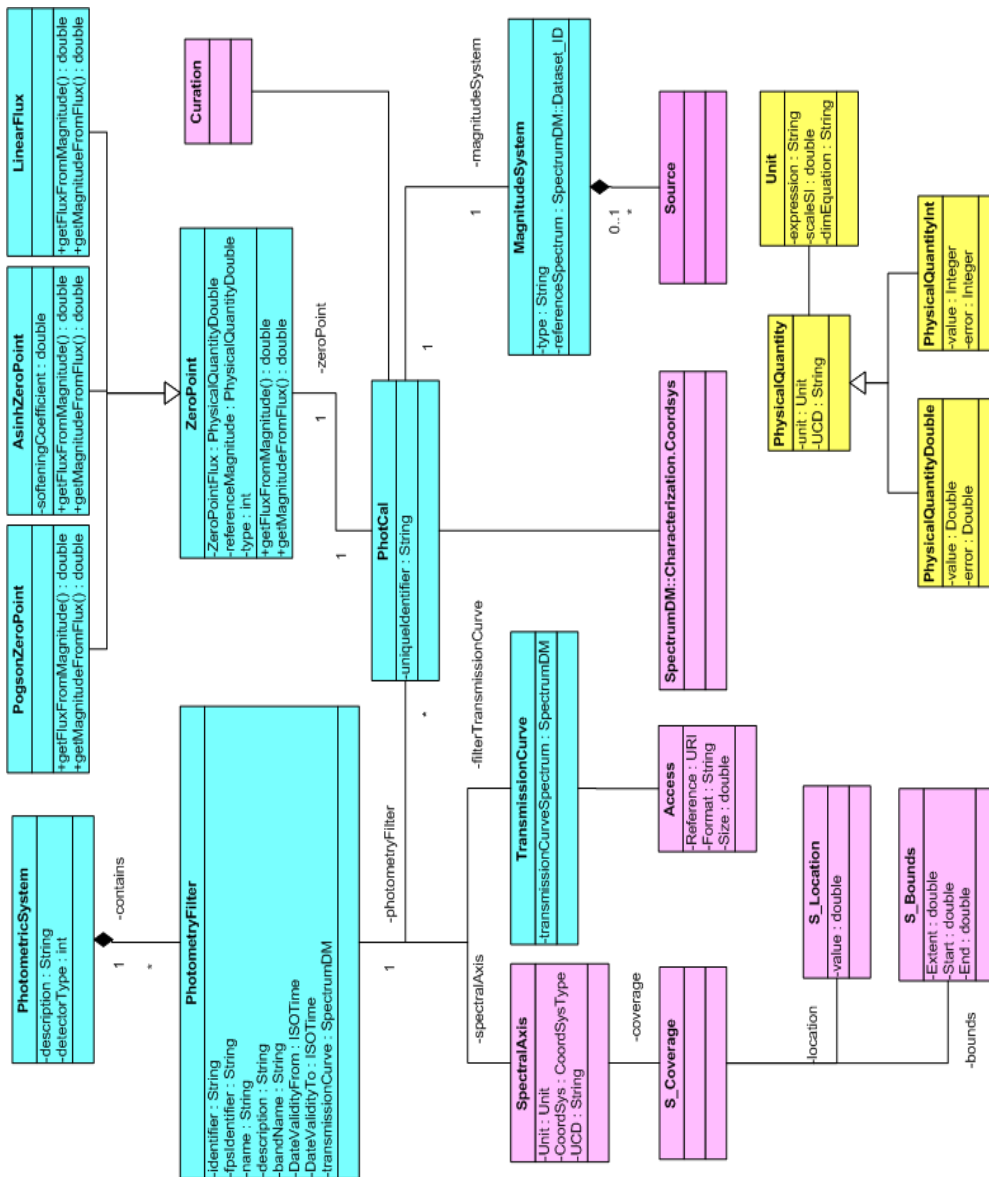 PhotometricSystem
-description : String
-detectorType : int
1
-contains
*
PhotometryFilter
-identifier : String
-fpsIdentifier : String
-name : String
-description : String
-bandName : String
-DateValidityFrom : ISOTime
-DateValidityTo : ISOTime
-transmissionCurve : SpectrumDM
1
-photometryFilter
*
-spectralAxis
-filterTransmissionCurve
SpectralAxis
-Unit : Unit
-CoordSys : CoordSysType
-UCD : String
-coverage
S_Coverage
-location
-bounds
S_Location
-value : double
S_Bounds
-Extent : double
-Start : double
-End : double
TransmissionCurve
-transmissionCurveSpectrum : SpectrumDM
Access
-Reference : URI
-Format : String
-Size : double
PogsonZeroPoint
+getFluxFromMagnitude() : double
+getMagnitudeFromFlux() : double
AsinhZeroPoint
-softeningCoefficient : double
+getFluxFromMagnitude() : double
+getMagnitudeFromFlux() : double
LinearFlux
+getFluxFromMagnitude() : double
+getMagnitudeFromFlux() : double
ZeroPoint
-ZeroPointFlux : PhysicalQuantityDouble
-referenceMagnitude : PhysicalQuantityDouble
-type : int
+getFluxFromMagnitude() : double
+getMagnitudeFromFlux() : double
1
-zeroPoint
1
PhotCal
-uniqueIdentifier : String
Curation
1
-magnitudeSystem
1
MagnitudeSystem
-type : String
-referenceSpectrum : SpectrumDM::Dataset_ID
0..1
*
Source
SpectrumDM::Characterization.Coordsys
Unit
-expression : String
-scaleSI : double
-dimEquation : String
PhysicalQuantity
-unit : Unit
-UCD : String
PhysicalQuantityDouble
-value : Double
-error : Double
PhysicalQuantityInt
-value : Integer
-error : Integer